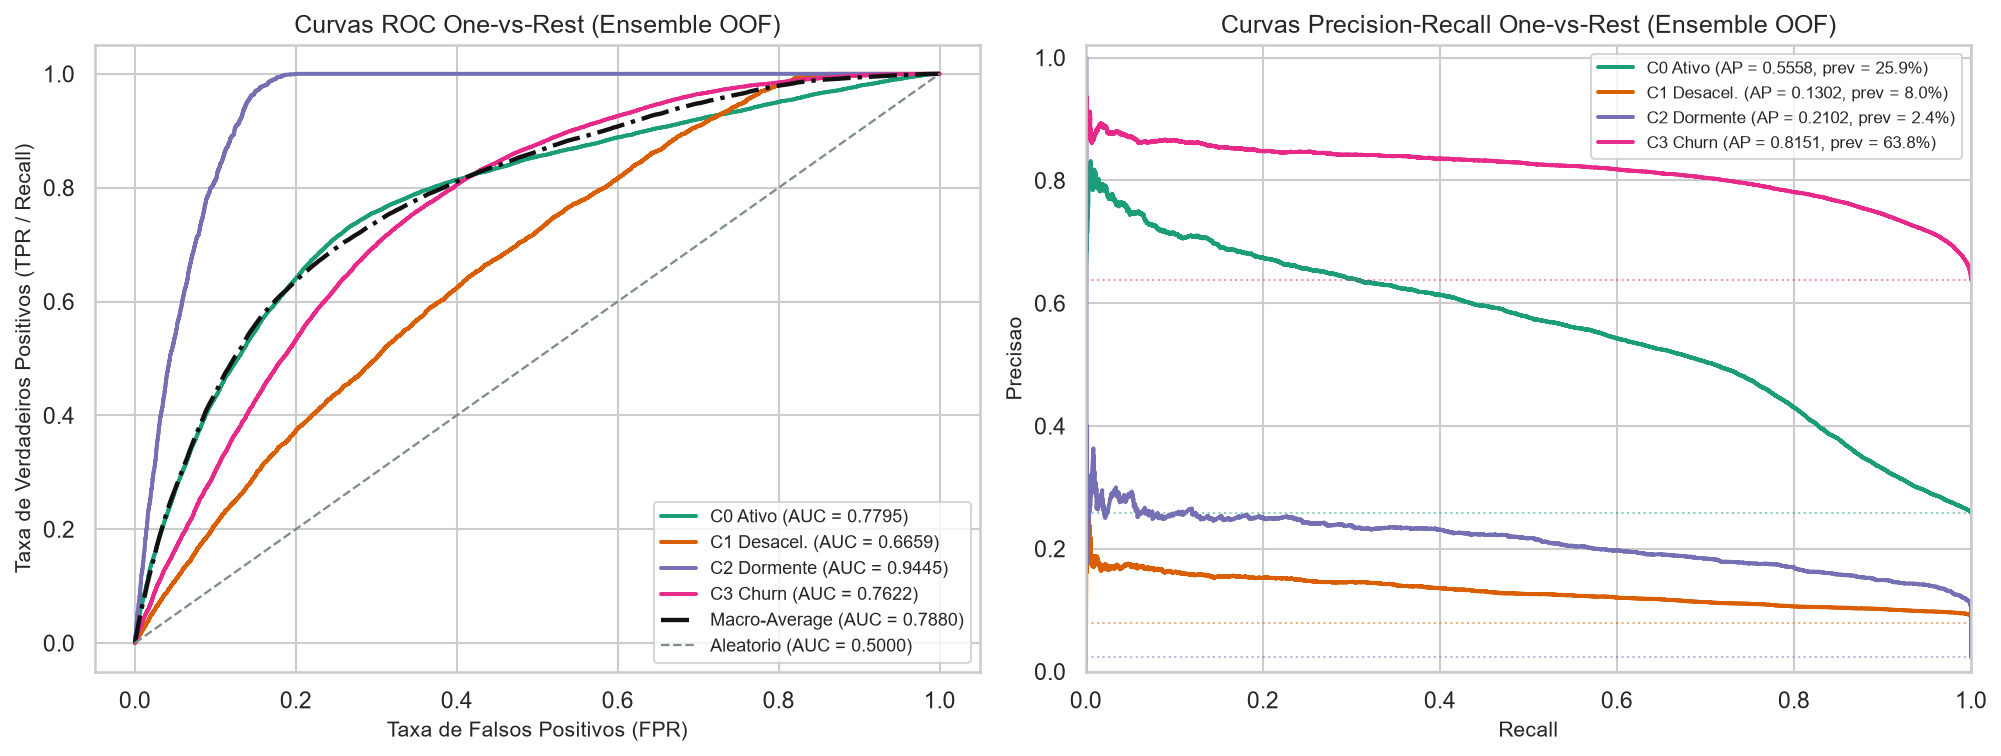 Curvas ROC One-vs-Rest (Ensemble OOF)
Taxa de Verdadeiros Positivos (TPR / Recall)
1.0
0.8
0.6
0.4
0.2
0.0
C0 Ativo (AUC = 0.7795)
C1 Desacel. (AUC = 0.6659)
C2 Dormente (AUC = 0.9445)
C3 Churn (AUC = 0.7622)
Macro-Average (AUC = 0.7880)
Aleatorio (AUC = 0.5000)
0.0 0.2 0.4 0.6 0.8 1.0
Taxa de Falsos Positivos (FPR)
Curvas Precision-Recall One-vs-Rest (Ensemble OOF)
Precisao
1.0
0.8
0.6
0.4
0.2
0.0
C0 Ativo (AP = 0.5558, prev = 25.9%)
C1 Desacel. (AP = 0.1302, prev = 8.0%)
C2 Dormente (AP = 0.2102, prev = 2.4%)
C3 Churn (AP = 0.8151, prev = 63.8%)
0.0 0.2 0.4 0.6 0.8 1.0
Recall